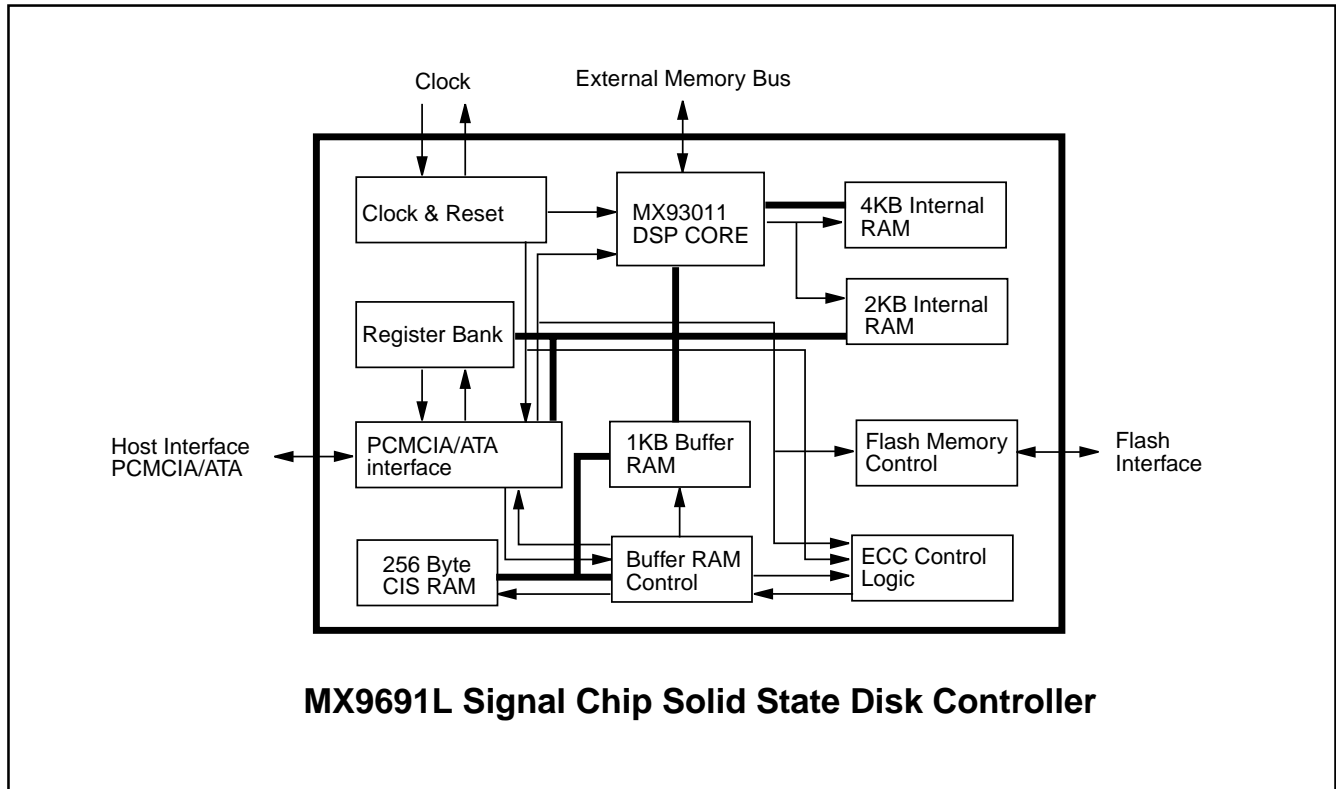 Clock
External Memory Bus
Clock & Reset
MX93011
DSP CORE
4KB Internal
RAM
2KB Internal
RAM
Register Bank
Host Interface
PCMCIA/ATA
PCMCIA/ATA
interface
1KB Buffer
RAM
Flash Memory
Control
Flash
Interface
256 Byte
CIS RAM
Buffer RAM
Control
ECC Control
Logic
MX9691L Signal Chip Solid State Disk Controller